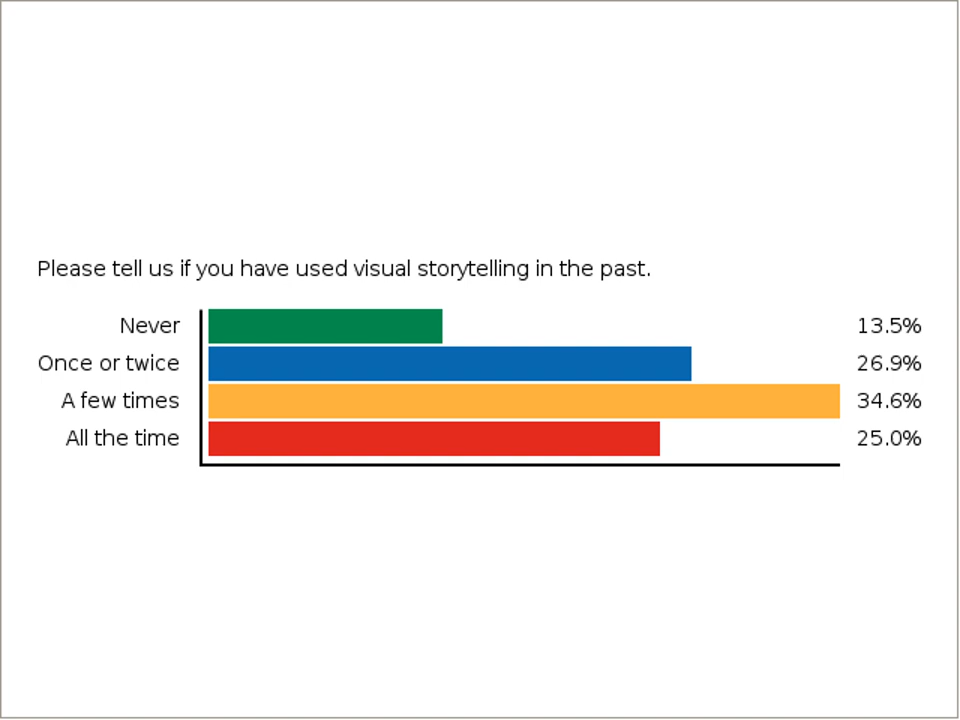 Please tell us if you have used visual storytelling in the past.
Never 13.5%
Once or twice 26.9%
A few times 34.6%
All the time 25.0%